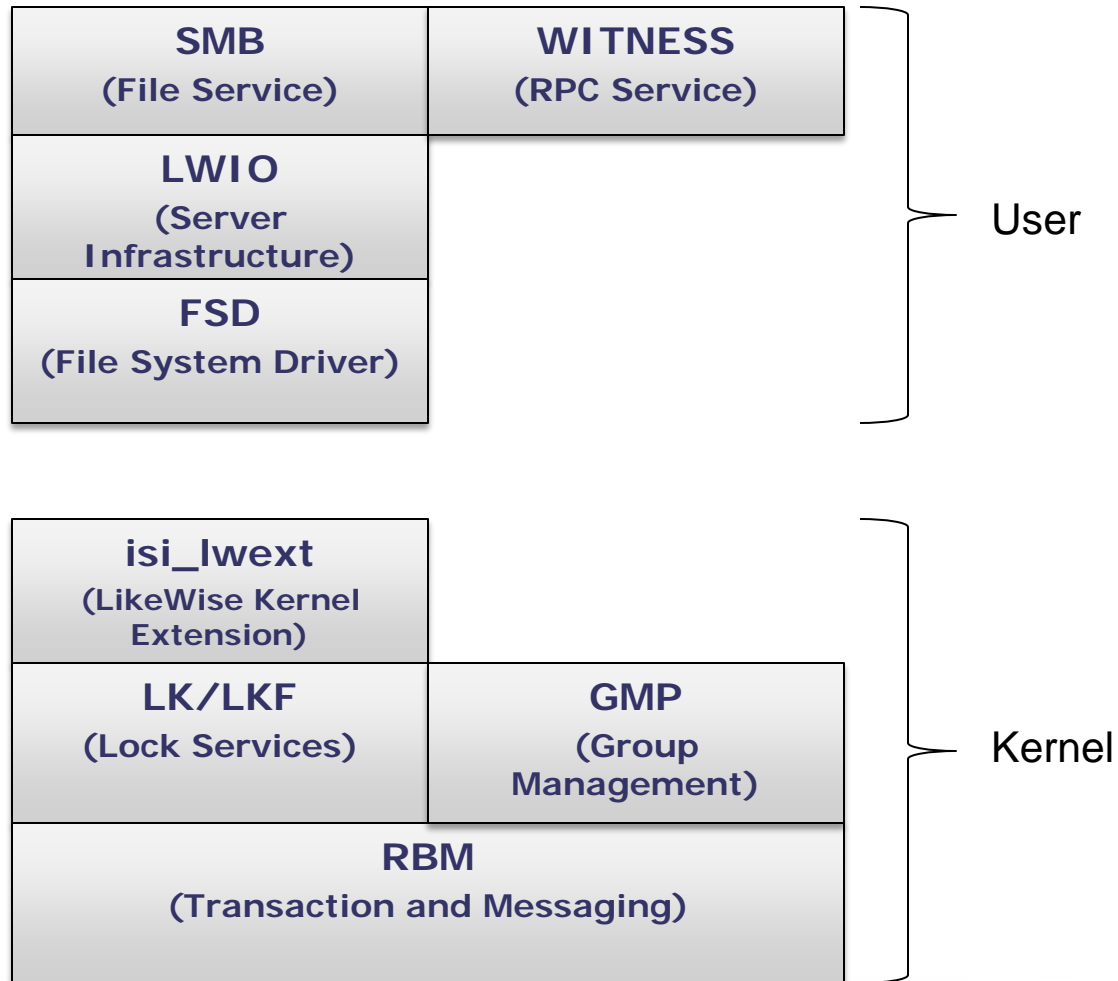 SMB
(File Service)
WITNESS
(RPC Service)
LWIO
(Server
Infrastructure)
FSD
(File System Driver)
User
isi_lwext
(LikeWise Kernel
Extension)
LK/LKF
(Lock Services)
GMP
(Group
Management)
Kernel
RBM
(Transaction and Messaging)